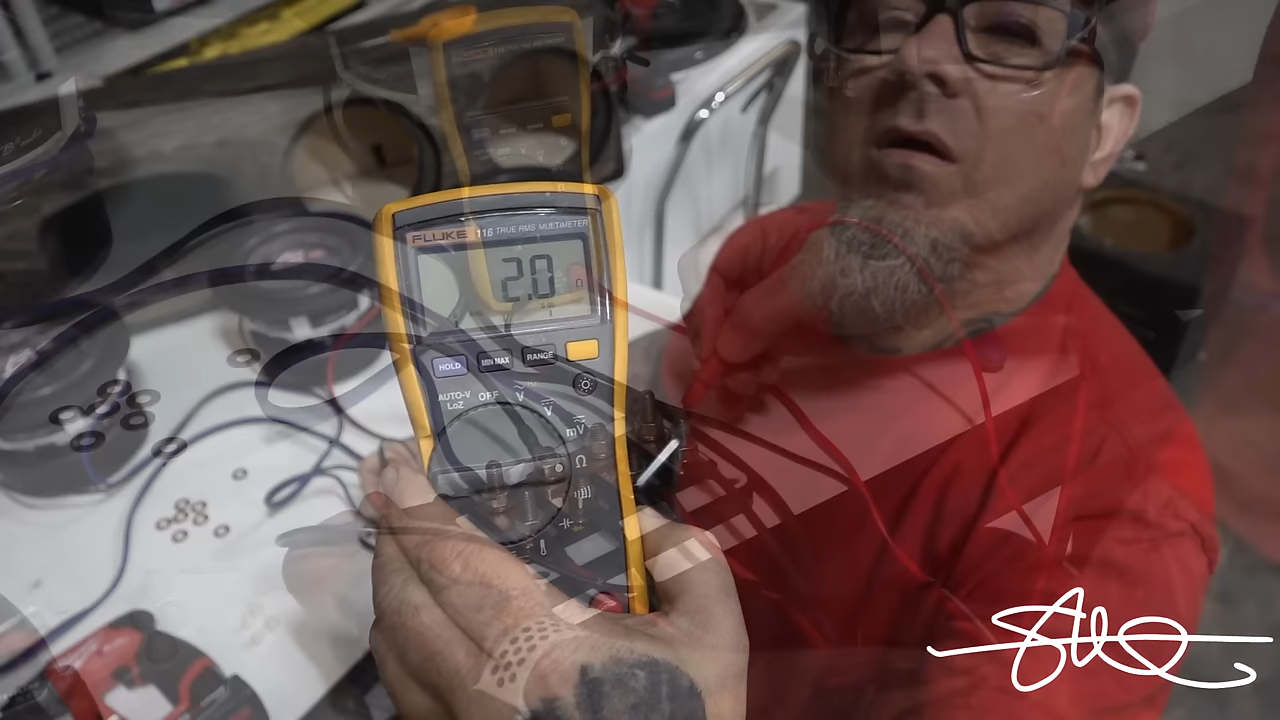 FLUKE 116 TRUE RMS MULTIMETER
2.0 Ω
HOLD MIN MAX RANGE
AUTO-V LoZ OFF V V
mV
Ω